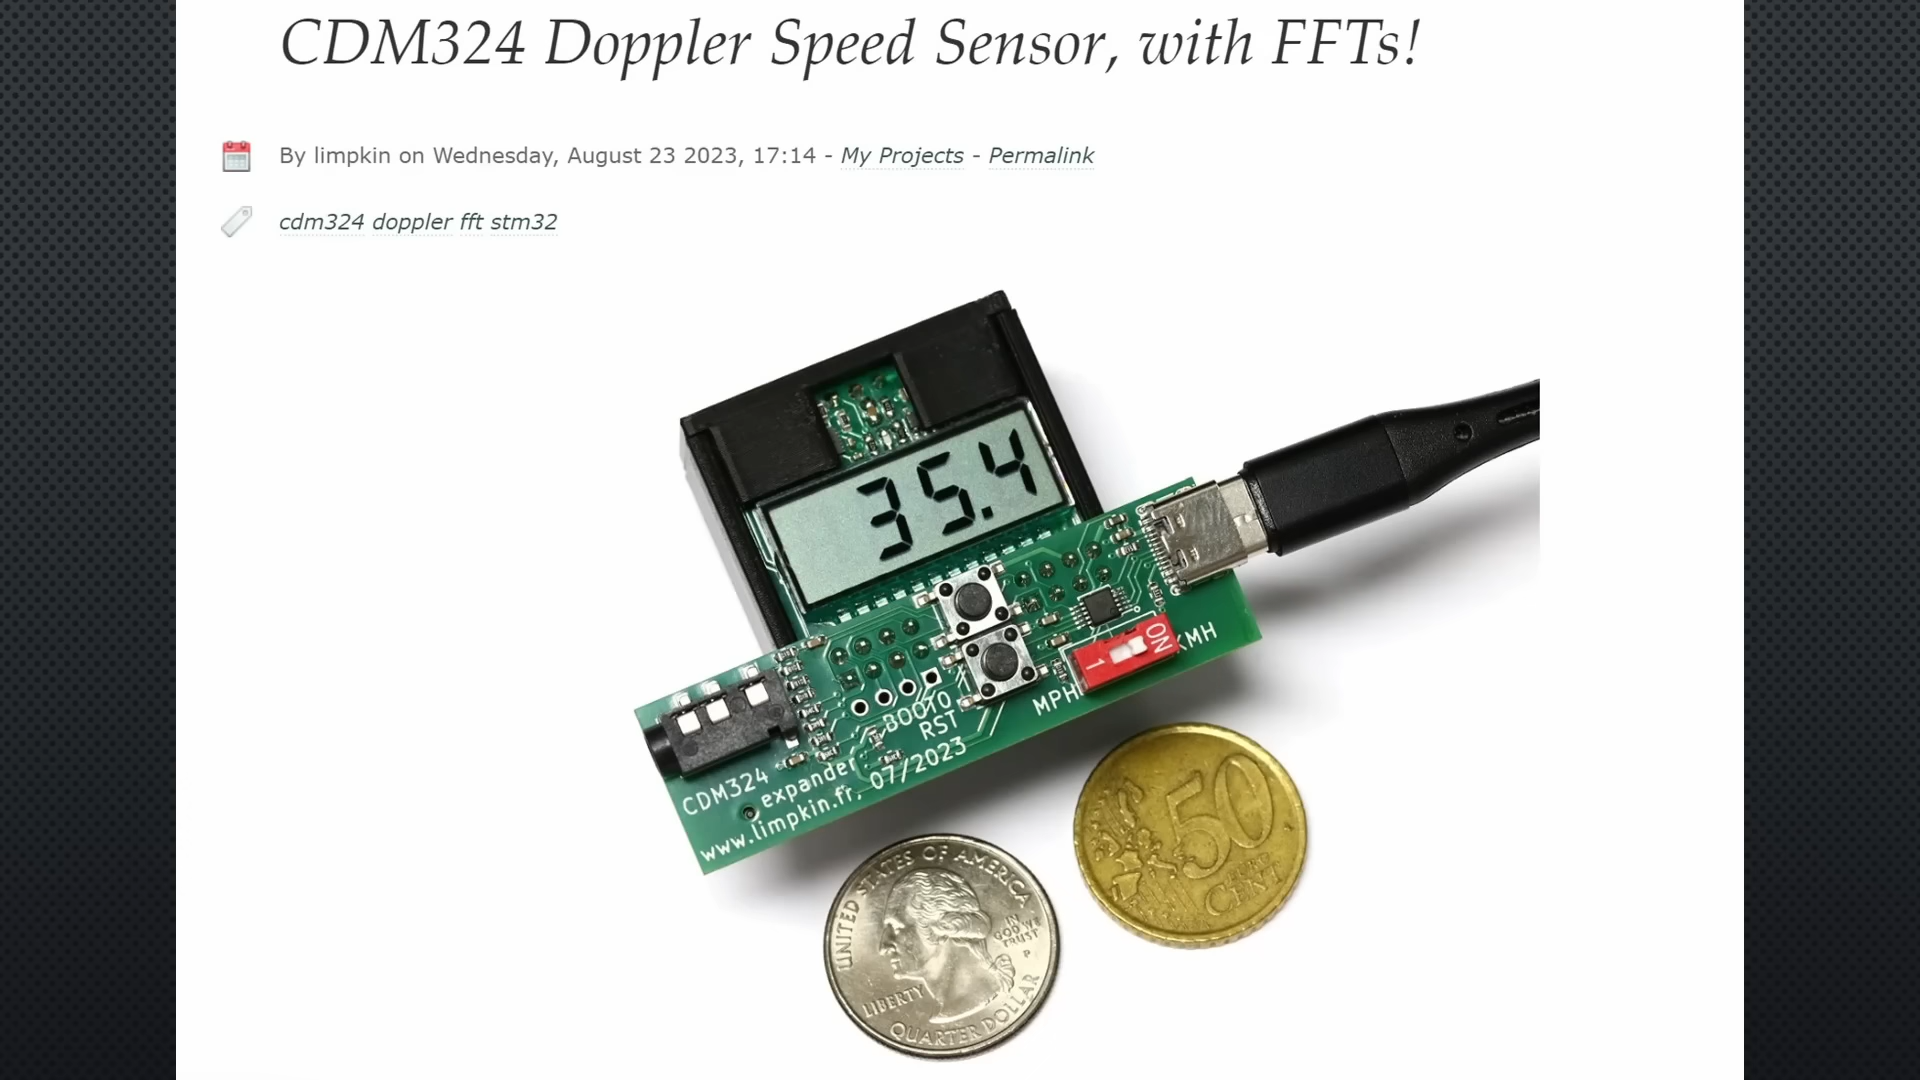 CDM324 Doppler Speed Sensor, with FFTs!
By limpkin on Wednesday, August 23 2023, 17:14 - My Projects - Permalink
cdm324 doppler fft stm32
35.4
ON
1
KMH
MPH
BOOT0
RST
CDM324
expander, 07/2023
www.limpkin.fr
50
EURO
CENT
UNITED STATES OF AMERICA
IN
GOD WE
TRUST
P
LIBERTY
QUARTER DOLLAR